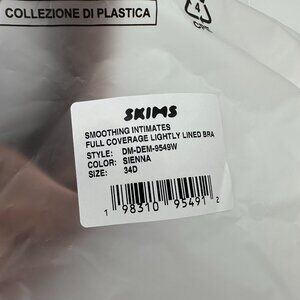 COLLEZIONE DI PLASTICA
4
SKIMS
SMOOTHING INTIMATES
FULL COVERAGE LIGHTLY LINED BRA
STYLE: DM-DEM-9549W
COLOR: SIENNA
SIZE: 34D
1 98310 95491 2